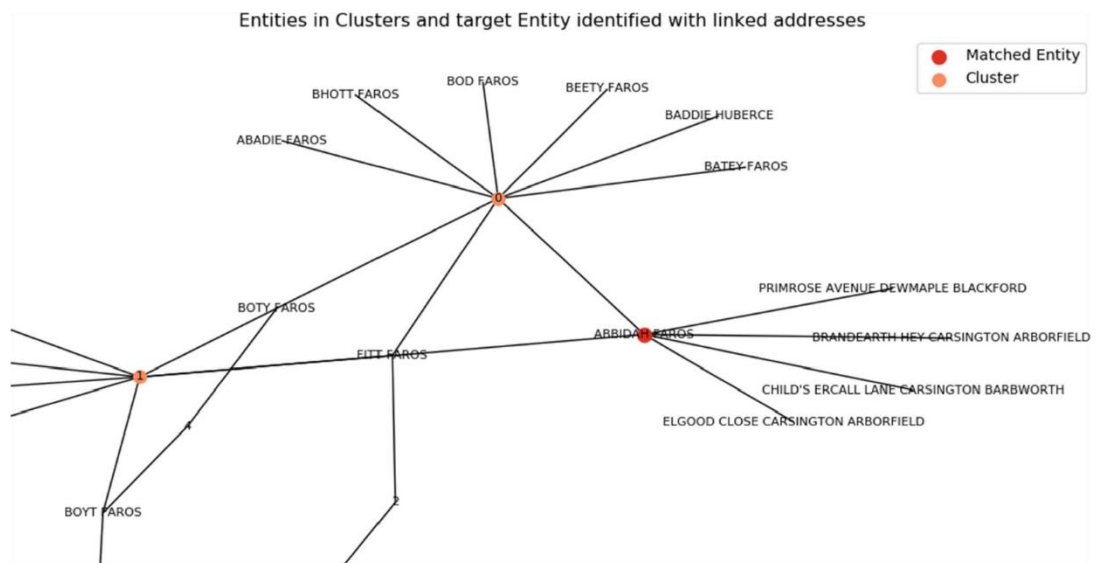 Entities in Clusters and target Entity identified with linked addresses
Matched Entity
Cluster
BOD FAROS
BHOTT FAROS
BEETY FAROS
BADDIE HUBERCE
ABADIE FAROS
BATEY FAROS
0
PRIMROSE AVENUE DEWMAPLE BLACKFORD
BOTY FAROS
ABBIDAH FAROS
BRANDEARTH HEY CARSINGTON ARBORFIELD
FITT FAROS
1
CHILD'S ERCALL LANE CARSINGTON BARBWORTH
ELGOOD CLOSE CARSINGTON ARBORFIELD
4
2
BOYT FAROS